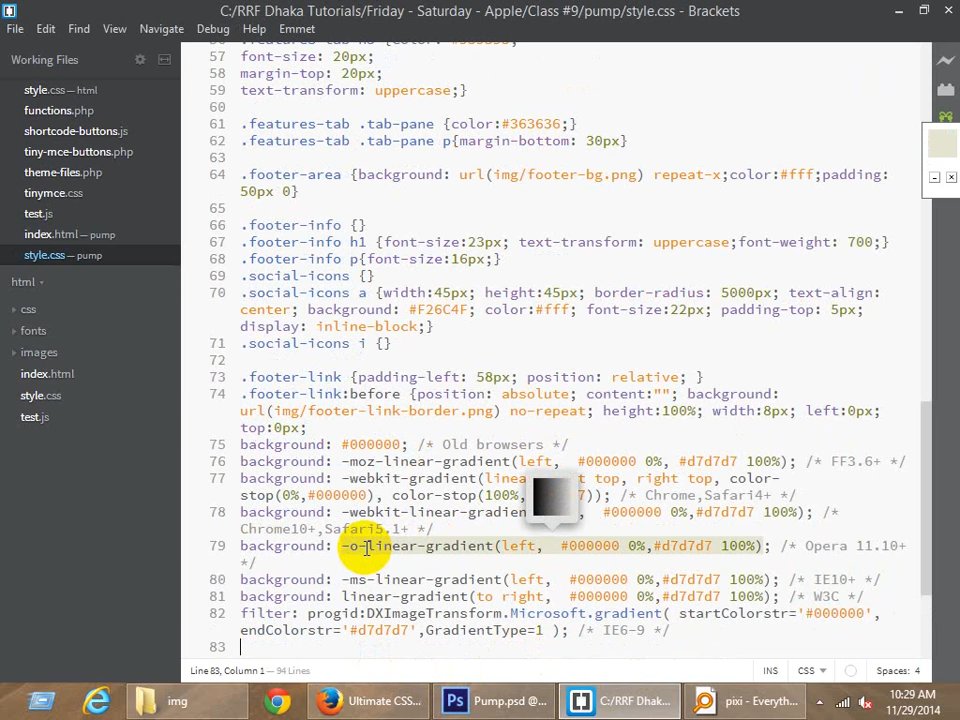 C:/RRF Dhaka Tutorials/Friday - Saturday - Apple/Class #9/pump/style.css - Brackets
File Edit Find View Navigate Debug Help Emmet
Working Files
style.css — html
functions.php
shortcode-buttons.js
tiny-mce-buttons.php
theme-files.php
tinymce.css
test.js
index.html — pump
style.css — pump
html
css
fonts
images
index.html
style.css
test.js
57 font-size: 20px;
58 margin-top: 20px;
59 text-transform: uppercase;}
60
61 .features-tab .tab-pane {color:#363636;}
62 .features-tab .tab-pane p{margin-bottom: 30px}
63
64 .footer-area {background: url(img/footer-bg.png) repeat-x;color:#fff;padding:
50px 0}
65
66 .footer-info {}
67 .footer-info h1 {font-size:23px; text-transform: uppercase;font-weight: 700;}
68 .footer-info p{font-size:16px;}
69 .social-icons {}
70 .social-icons a {width:45px; height:45px; border-radius: 5000px; text-align:
center; background: #F26C4F; color:#fff; font-size:22px; padding-top: 5px;
display: inline-block;}
71 .social-icons i {}
72
73 .footer-link {padding-left: 58px; position: relative; }
74 .footer-link:before {position: absolute; content:""; background:
url(img/footer-link-border.png) no-repeat; height:100%; width:8px; left:0px;
top:0px;
75 background: #000000; /* Old browsers */
76 background: -moz-linear-gradient(left, #000000 0%, #d7d7d7 100%); /* FF3.6+ */
77 background: -webkit-gradient( top, right top, color-
stop(0%,#000000), color-stop(100%, )); /* Chrome,Safari4+ */
78 background: -webkit-linear-gradien #000000 0%,#d7d7d7 100%); /*
Chrome10+,Safari5.1+ */
79 background: -o-linear-gradient(left, #000000 0%,#d7d7d7 100%); /* Opera 11.10+
*/
80 background: -ms-linear-gradient(left, #000000 0%,#d7d7d7 100%); /* IE10+ */
81 background: linear-gradient(to right, #000000 0%,#d7d7d7 100%); /* W3C */
82 filter: progid:DXImageTransform.Microsoft.gradient( startColorstr='#000000',
endColorstr='#d7d7d7',GradientType=1 ); /* IE6-9 */
83
Line 83, Column 1 — 94 Lines
INS CSS Spaces: 4
img
Ultimate CSS...
Pump.psd @...
C:/RRF Dhak...
pixi - Everyth...
10:29 AM
11/29/2014